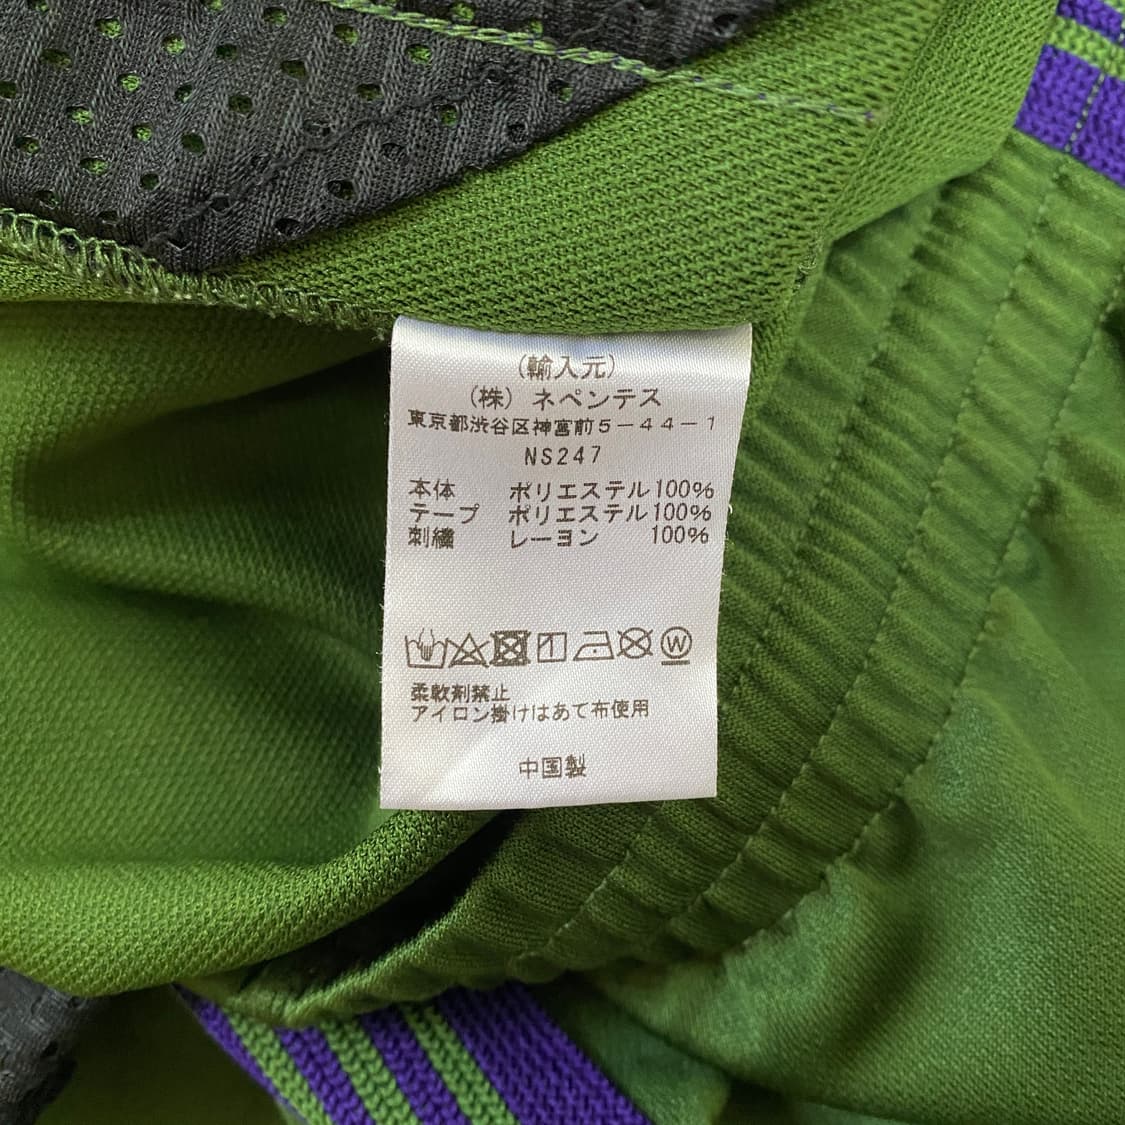 (輸入元)
(株) ネペンテス
東京都渋谷区神宮前5-44-1
NS247
本体 ポリエステル100%
テープ ポリエステル100%
刺繍 レーヨン 100%
W
柔軟剤禁止
アイロン掛けはあて布使用
中国製